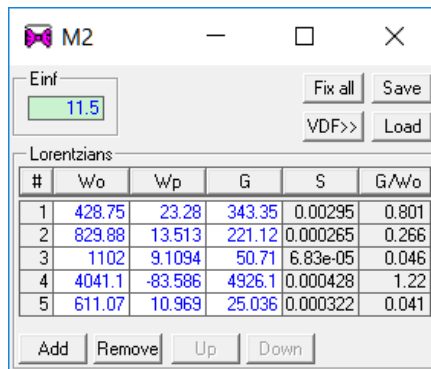 M2
Einf
11.5
Fix all Save
VDF>> Load
Lorentzians
# Wo Wp G S G/Wo
1 428.75 23.28 343.35 0.00295 0.801
2 829.88 13.513 221.12 0.000265 0.266
3 1102 9.1094 50.71 6.83e-05 0.046
4 4041.1 -83.586 4926.1 0.000428 1.22
5 611.07 10.969 25.036 0.000322 0.041
Add Remove Up Down